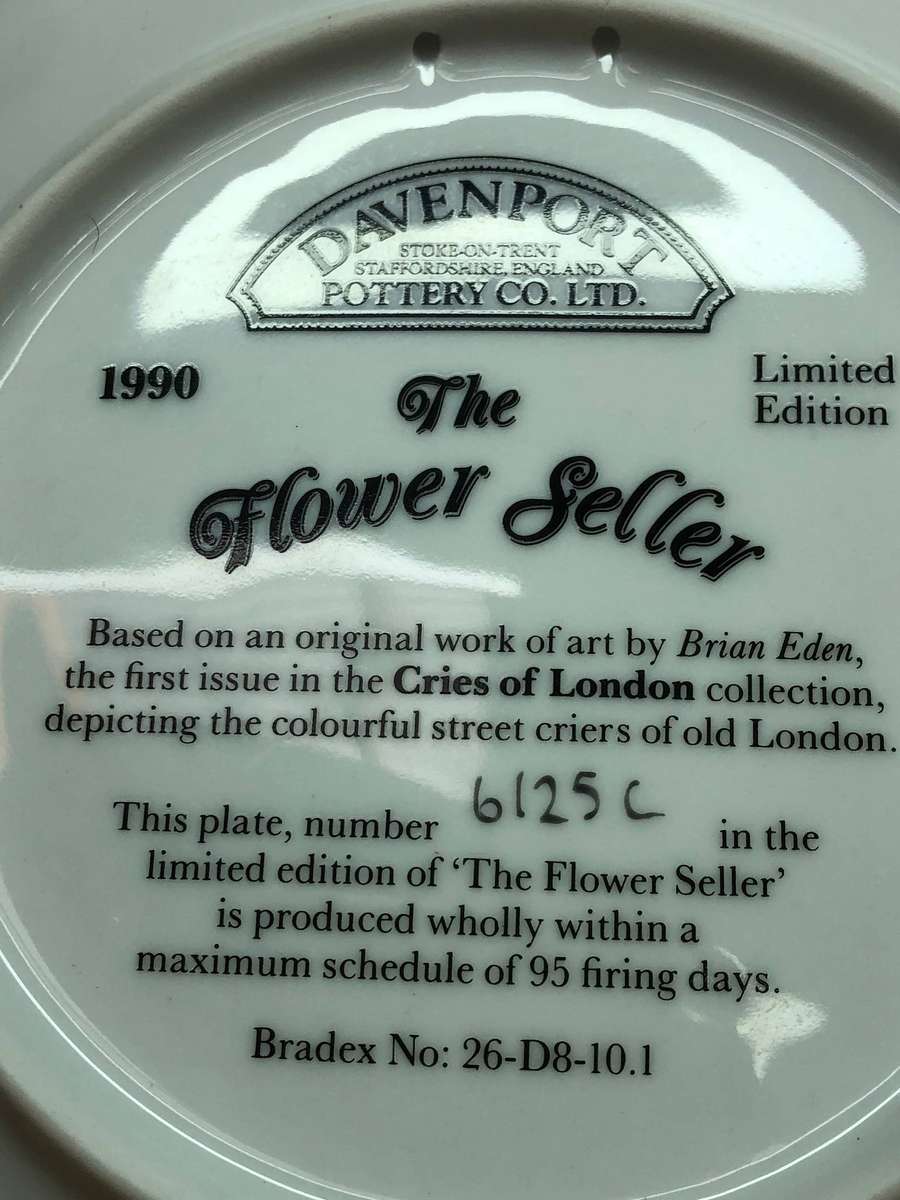 DAVENPORT
STOKE-ON-TRENT
STAFFORDSHIRE, ENGLAND
POTTERY CO. LTD.
1990
Limited
Edition
The
Flower Seller
Based on an original work of art by Brian Eden,
the first issue in the Cries of London collection,
depicting the colourful street criers of old London.
This plate, number 6125 C in the
limited edition of ‘The Flower Seller’
is produced wholly within a
maximum schedule of 95 firing days.
Bradex No: 26-D8-10.1